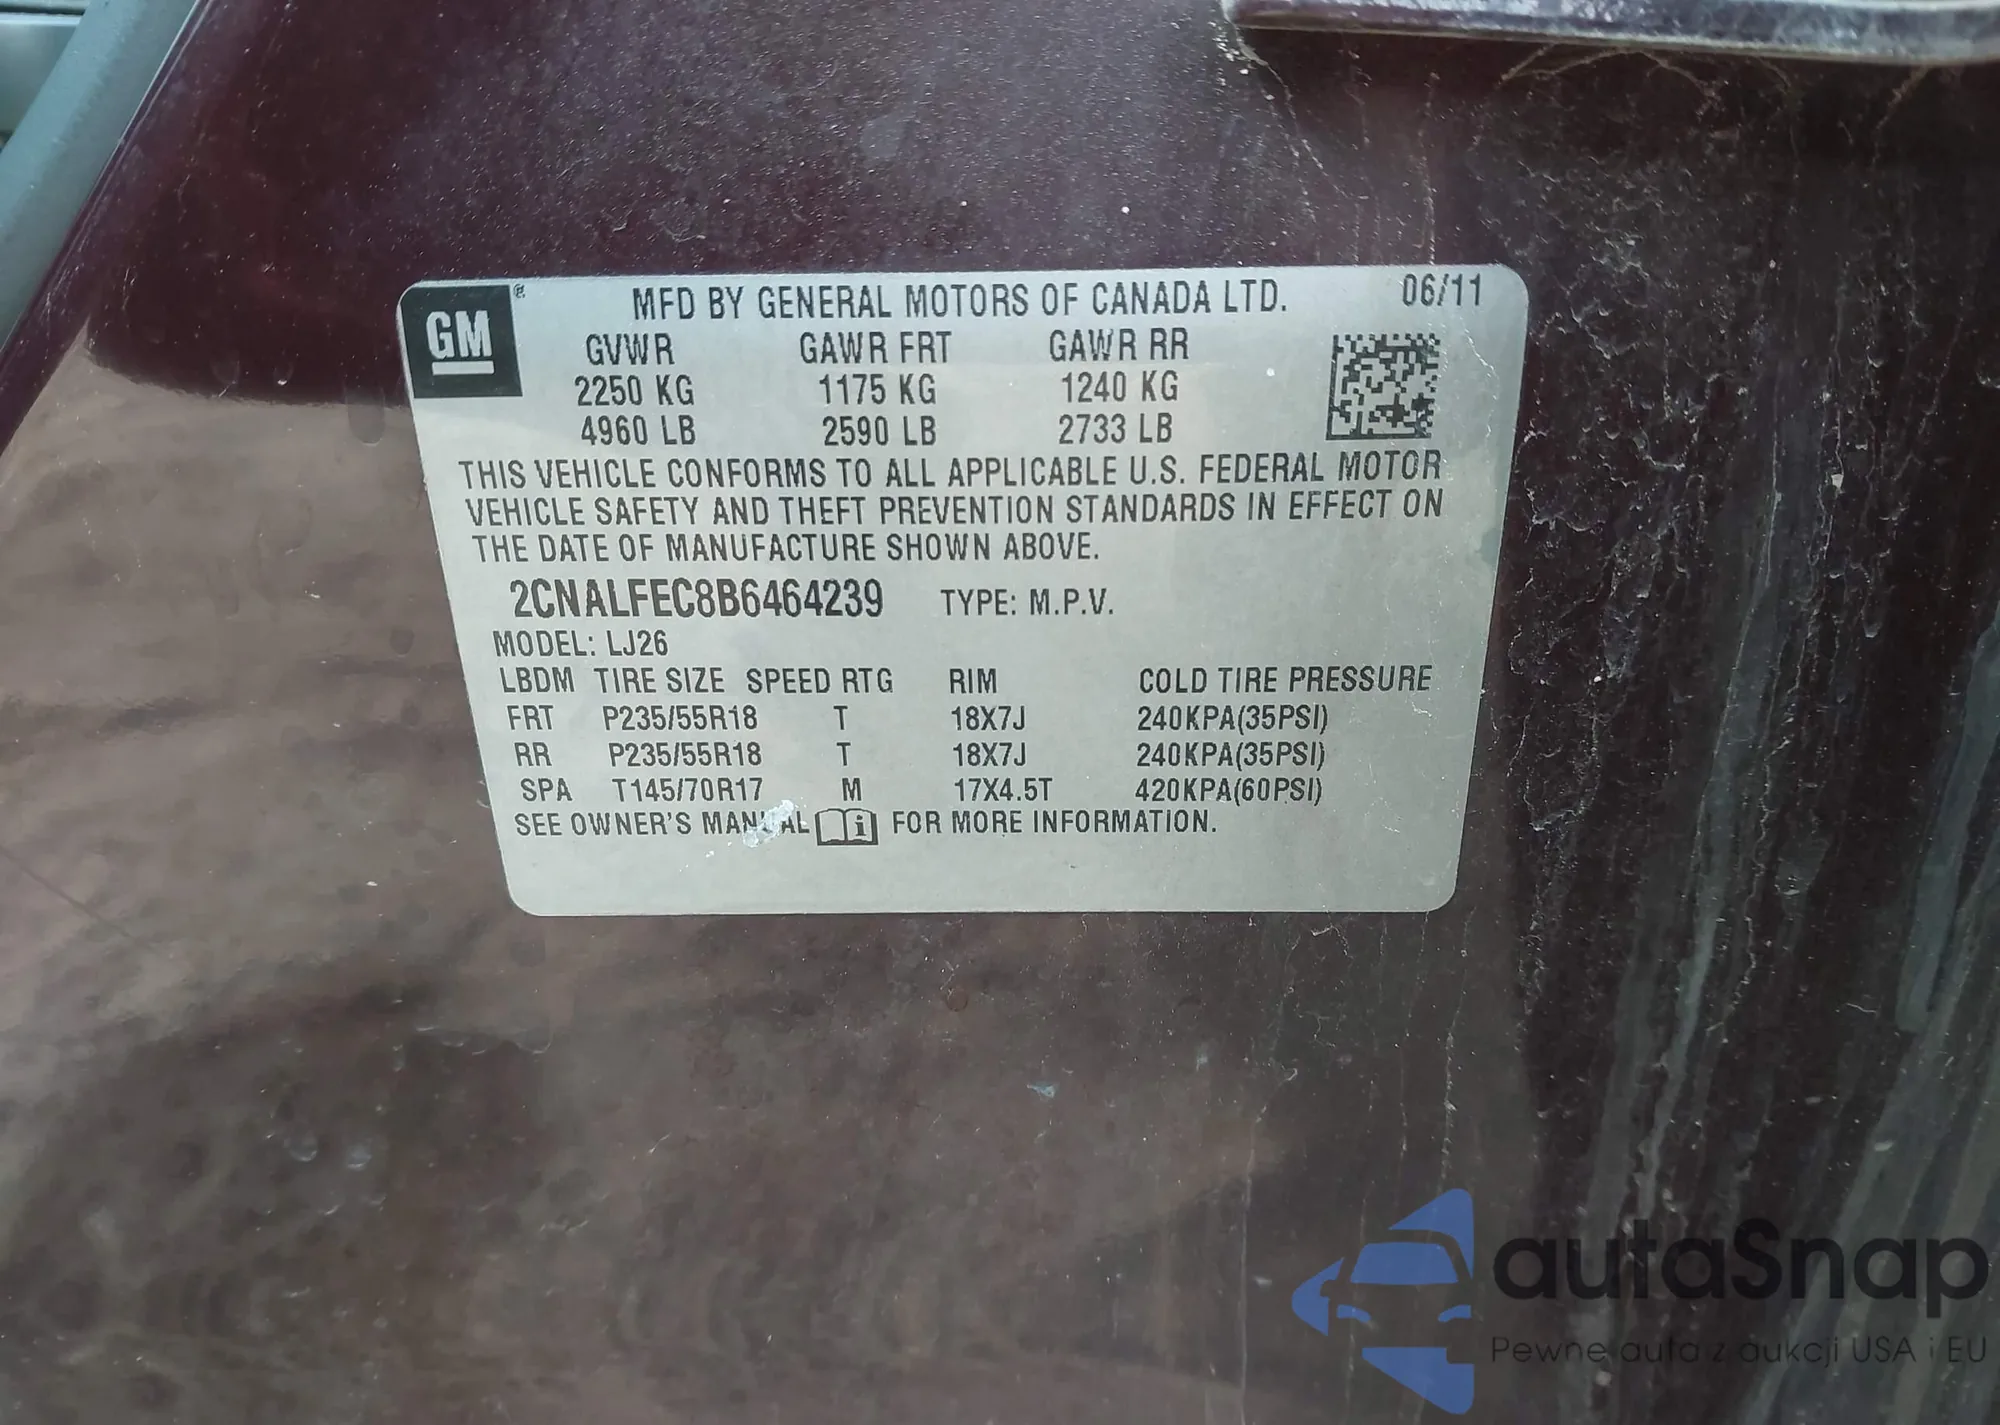 GM® MFD BY GENERAL MOTORS OF CANADA LTD. 06/11
GVWR GAWR FRT GAWR RR
2250 KG 1175 KG 1240 KG
4960 LB 2590 LB 2733 LB
THIS VEHICLE CONFORMS TO ALL APPLICABLE U.S. FEDERAL MOTOR
VEHICLE SAFETY AND THEFT PREVENTION STANDARDS IN EFFECT ON
THE DATE OF MANUFACTURE SHOWN ABOVE.
2CNALFEC8B6464239 TYPE: M.P.V.
MODEL: LJ26
LBDM TIRE SIZE SPEED RTG RIM COLD TIRE PRESSURE
FRT P235/55R18 T 18X7J 240KPA(35PSI)
RR P235/55R18 T 18X7J 240KPA(35PSI)
SPA T145/70R17 M 17X4.5T 420KPA(60PSI)
SEE OWNER'S MANUAL i FOR MORE INFORMATION.
autaSnap
Pewne auta z aukcji USA i EU